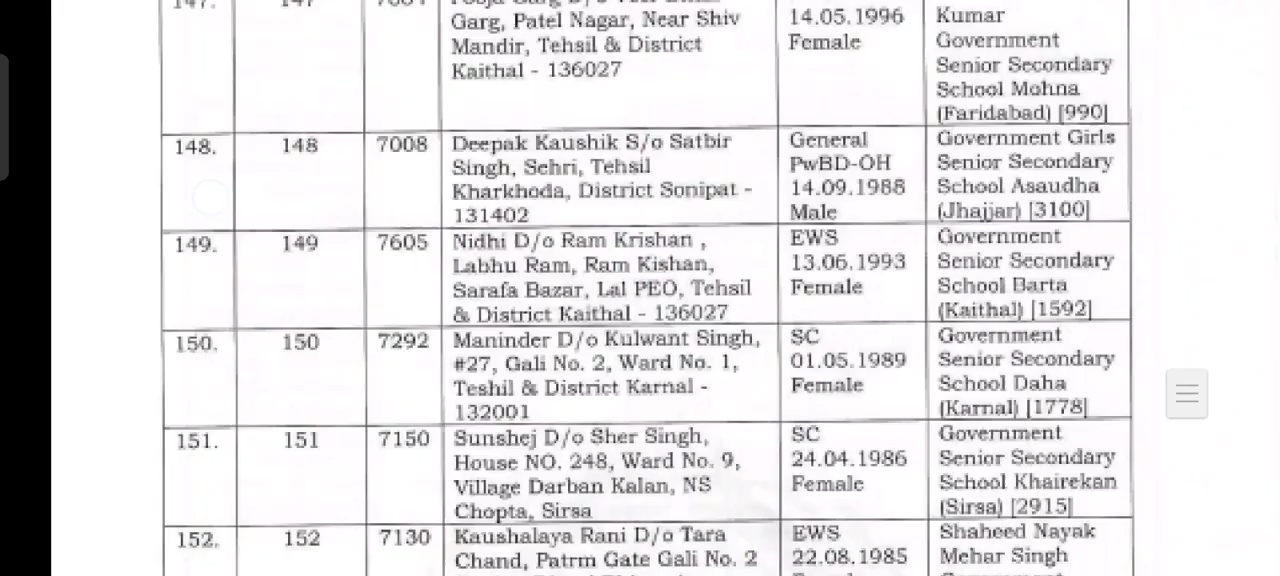 147. 147 7001
Garg, Patel Nagar, Near Shiv
Mandir, Tehsil & District
Kaithal - 136027
14.05.1996
Female
Kumar
Government
Senior Secondary
School Mohna
(Faridabad) [990]
148. 148 7008
Deepak Kaushik S/o Satbir
Singh, Sehri, Tehsil
Kharkhoda, District Sonipat -
131402
General
PwBD-OH
14.09.1988
Male
Government Girls
Senior Secondary
School Asaudha
(Jhajjar) [3100]
149. 149 7605
Nidhi D/o Ram Krishan ,
Labhu Ram, Ram Kishan,
Sarafa Bazar, Lal PEO, Tehsil
& District Kaithal - 136027
EWS
13.06.1993
Female
Government
Senior Secondary
School Barta
(Kaithal) [1592]
150. 150 7292
Maninder D/o Kulwant Singh,
#27, Gali No. 2, Ward No. 1,
Teshil & District Karnal -
132001
SC
01.05.1989
Female
Government
Senior Secondary
School Daha
(Karnal) [1778]
151. 151 7150
Sunshej D/o Sher Singh,
House NO. 248, Ward No. 9,
Village Darban Kalan, NS
Chopta, Sirsa
SC
24.04.1986
Female
Government
Senior Secondary
School Khairekan
(Sirsa) [2915]
152. 152 7130
Kaushalaya Rani D/o Tara
Chand, Patrm Gate Gali No. 2
EWS
22.08.1985
Shaheed Nayak
Mehar Singh